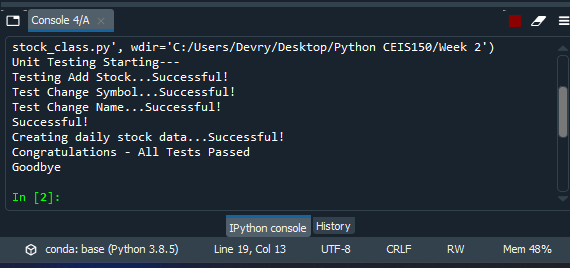 Console 4/A
stock_class.py', wdir='C:/Users/Devry/Desktop/Python CEIS150/Week 2')
Unit Testing Starting---
Testing Add Stock...Successful!
Test Change Symbol...Successful!
Test Change Name...Successful!
Successful!
Creating daily stock data...Successful!
Congratulations - All Tests Passed
Goodbye
In [2]:
IPython console History
conda: base (Python 3.8.5) Line 19, Col 13 UTF-8 CRLF RW Mem 48%